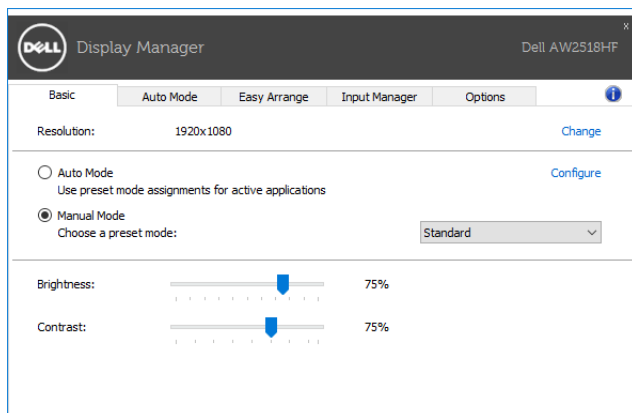 DELL Display Manager Dell AW2518HF
x
Basic Auto Mode Easy Arrange Input Manager Options i
Resolution: 1920x1080 Change
Auto Mode Configure
Use preset mode assignments for active applications
Manual Mode
Choose a preset mode: Standard
Brightness: 75%
Contrast: 75%